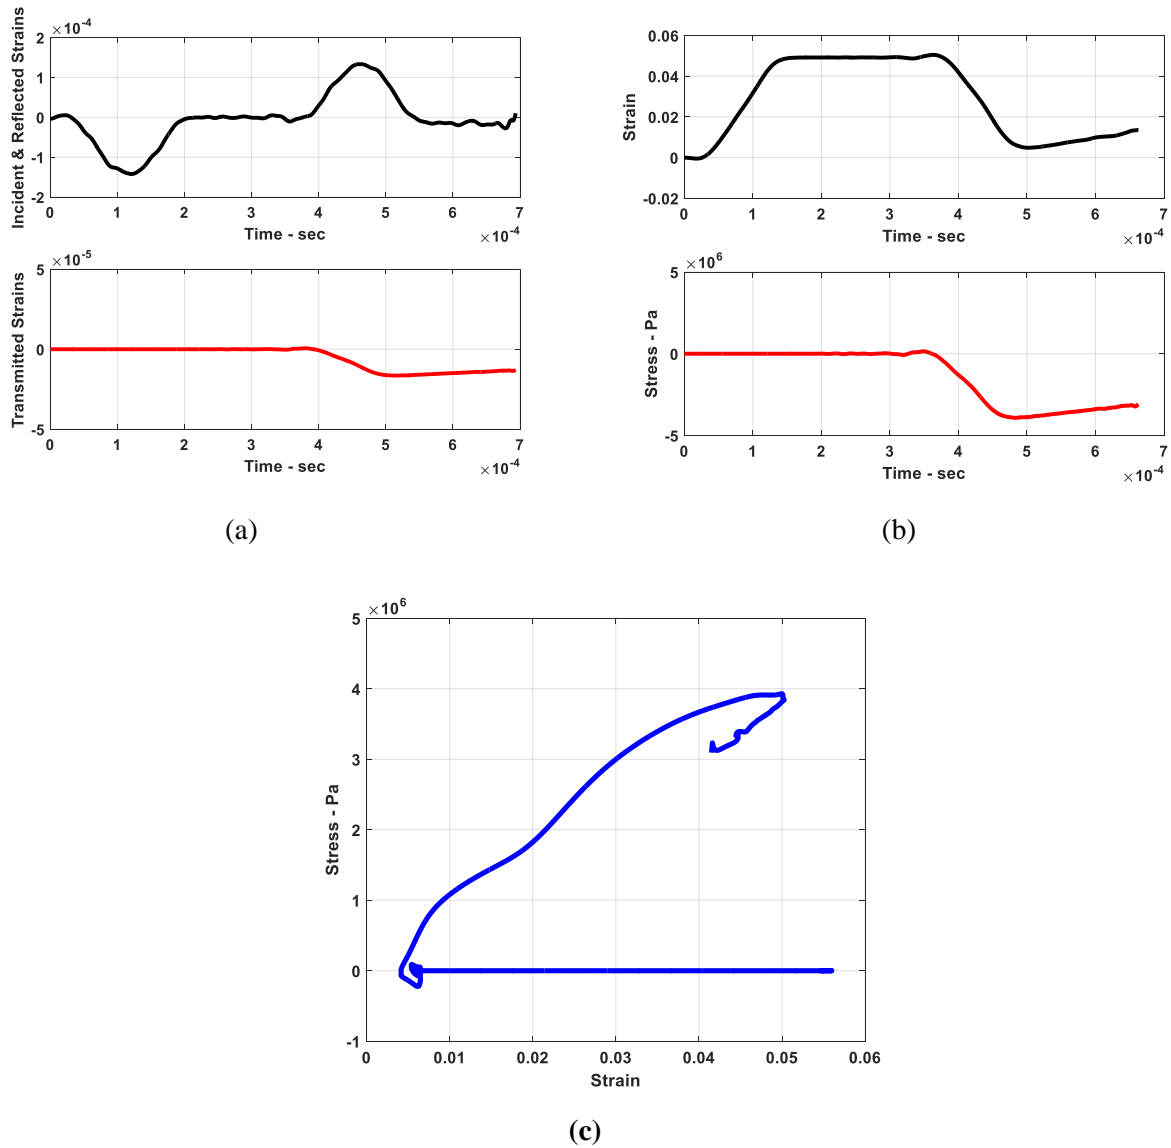 ×10-4
Incident & Reflected Strains
2
1
0
-1
-2
0 1 2 3 4 5 6 7
Time - sec
×10-4
×10-5
Transmitted Strains
5
0
-5
0 1 2 3 4 5 6 7
Time - sec
×10-4
(a)
Strain
0.06
0.04
0.02
0
-0.02
0 1 2 3 4 5 6 7
Time - sec
×10-4
×10 6
Stress - Pa
5
0
-5
0 1 2 3 4 5 6 7
Time - sec
×10-4
(b)
×10 6
Stress - Pa
5
4
3
2
1
0
-1
0 0.01 0.02 0.03 0.04 0.05 0.06
Strain
(c)